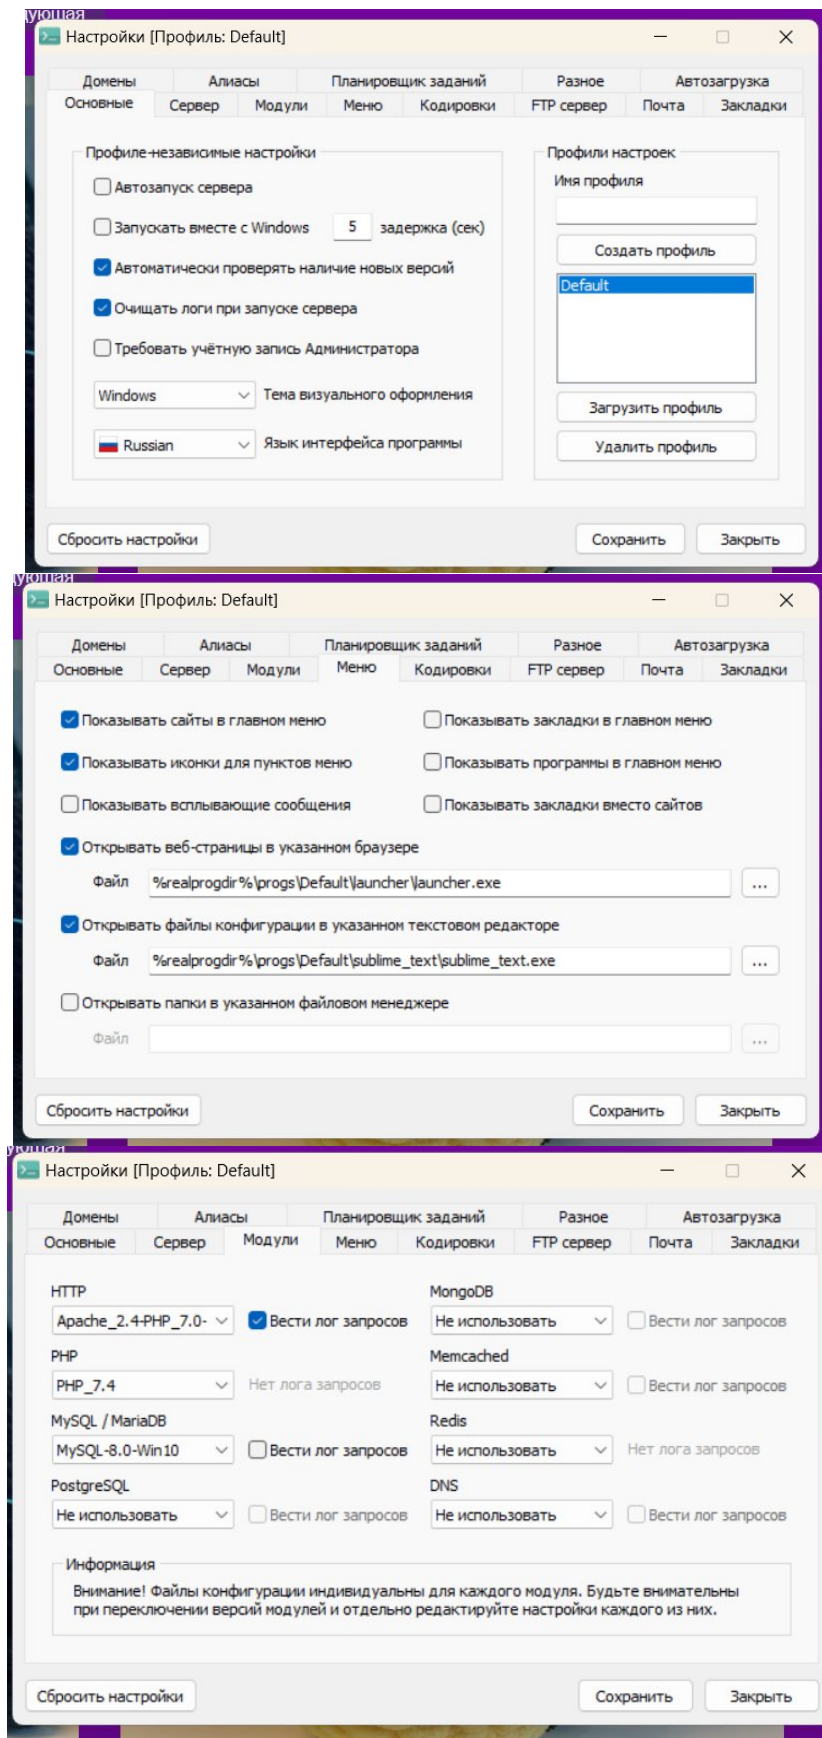 дующая
Настройки [Профиль: Default]
Домены Алиасы Планировщик заданий Разное Автозагрузка
Основные Сервер Модули Меню Кодировки FTP сервер Почта Закладки
Профиле-независимые настройки
Автозапуск сервера
Запускать вместе с Windows 5 задержка (сек)
Автоматически проверять наличие новых версий
Очищать логи при запуске сервера
Требовать учётную запись Администратора
Windows Тема визуального оформления
Russian Язык интерфейса программы
Профили настроек
Имя профиля
Создать профиль
Default
Загрузить профиль
Удалить профиль
Сбросить настройки Сохранить Закрыть
дующая
Настройки [Профиль: Default]
Домены Алиасы Планировщик заданий Разное Автозагрузка
Основные Сервер Модули Меню Кодировки FTP сервер Почта Закладки
Показывать сайты в главном меню Показывать закладки в главном меню
Показывать иконки для пунктов меню Показывать программы в главном меню
Показывать всплывающие сообщения Показывать закладки вместо сайтов
Открывать веб-страницы в указанном браузере
Файл %realprogdir%\progs\Default\launcher\launcher.exe ...
Открывать файлы конфигурации в указанном текстовом редакторе
Файл %realprogdir%\progs\Default\sublime_text\sublime_text.exe ...
Открывать папки в указанном файловом менеджере
Файл ...
Сбросить настройки Сохранить Закрыть
ующая
Настройки [Профиль: Default]
Домены Алиасы Планировщик заданий Разное Автозагрузка
Основные Сервер Модули Меню Кодировки FTP сервер Почта Закладки
HTTP MongoDB
Apache_2.4-PHP_7.0- Вести лог запросов Не использовать Вести лог запросов
PHP Memcached
PHP_7.4 Нет лога запросов Не использовать Вести лог запросов
MySQL / MariaDB Redis
MySQL-8.0-Win10 Вести лог запросов Не использовать Нет лога запросов
PostgreSQL DNS
Не использовать Вести лог запросов Не использовать Вести лог запросов
Информация
Внимание! Файлы конфигурации индивидуальны для каждого модуля. Будьте внимательны
при переключении версий модулей и отдельно редактируйте настройки каждого из них.
Сбросить настройки Сохранить Закрыть